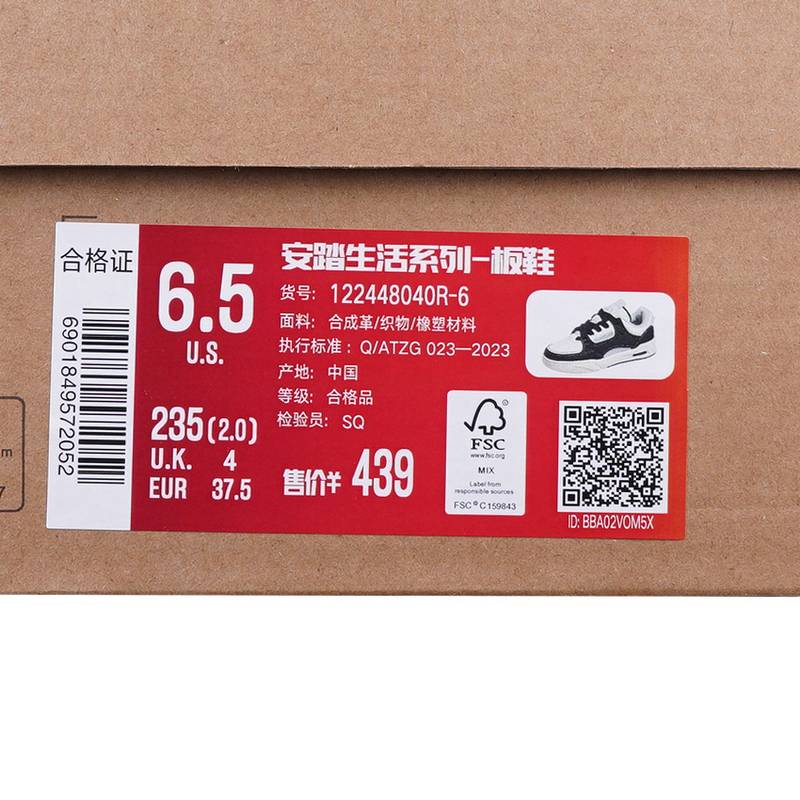 合格证
6901849572052
6.5
U.S.
235(2.0)
U.K. 4
EUR 37.5
安踏生活系列-板鞋
货号: 122448040R-6
面料: 合成革/织物/橡塑材料
执行标准: Q/ATZG 023—2023
产地: 中国
等级: 合格品
检验员: SQ
售价¥ 439
FSC
www.fsc.org
MIX
Label from
responsible sources
FSC® C159843
ID: BBA02VOM5X
m
7